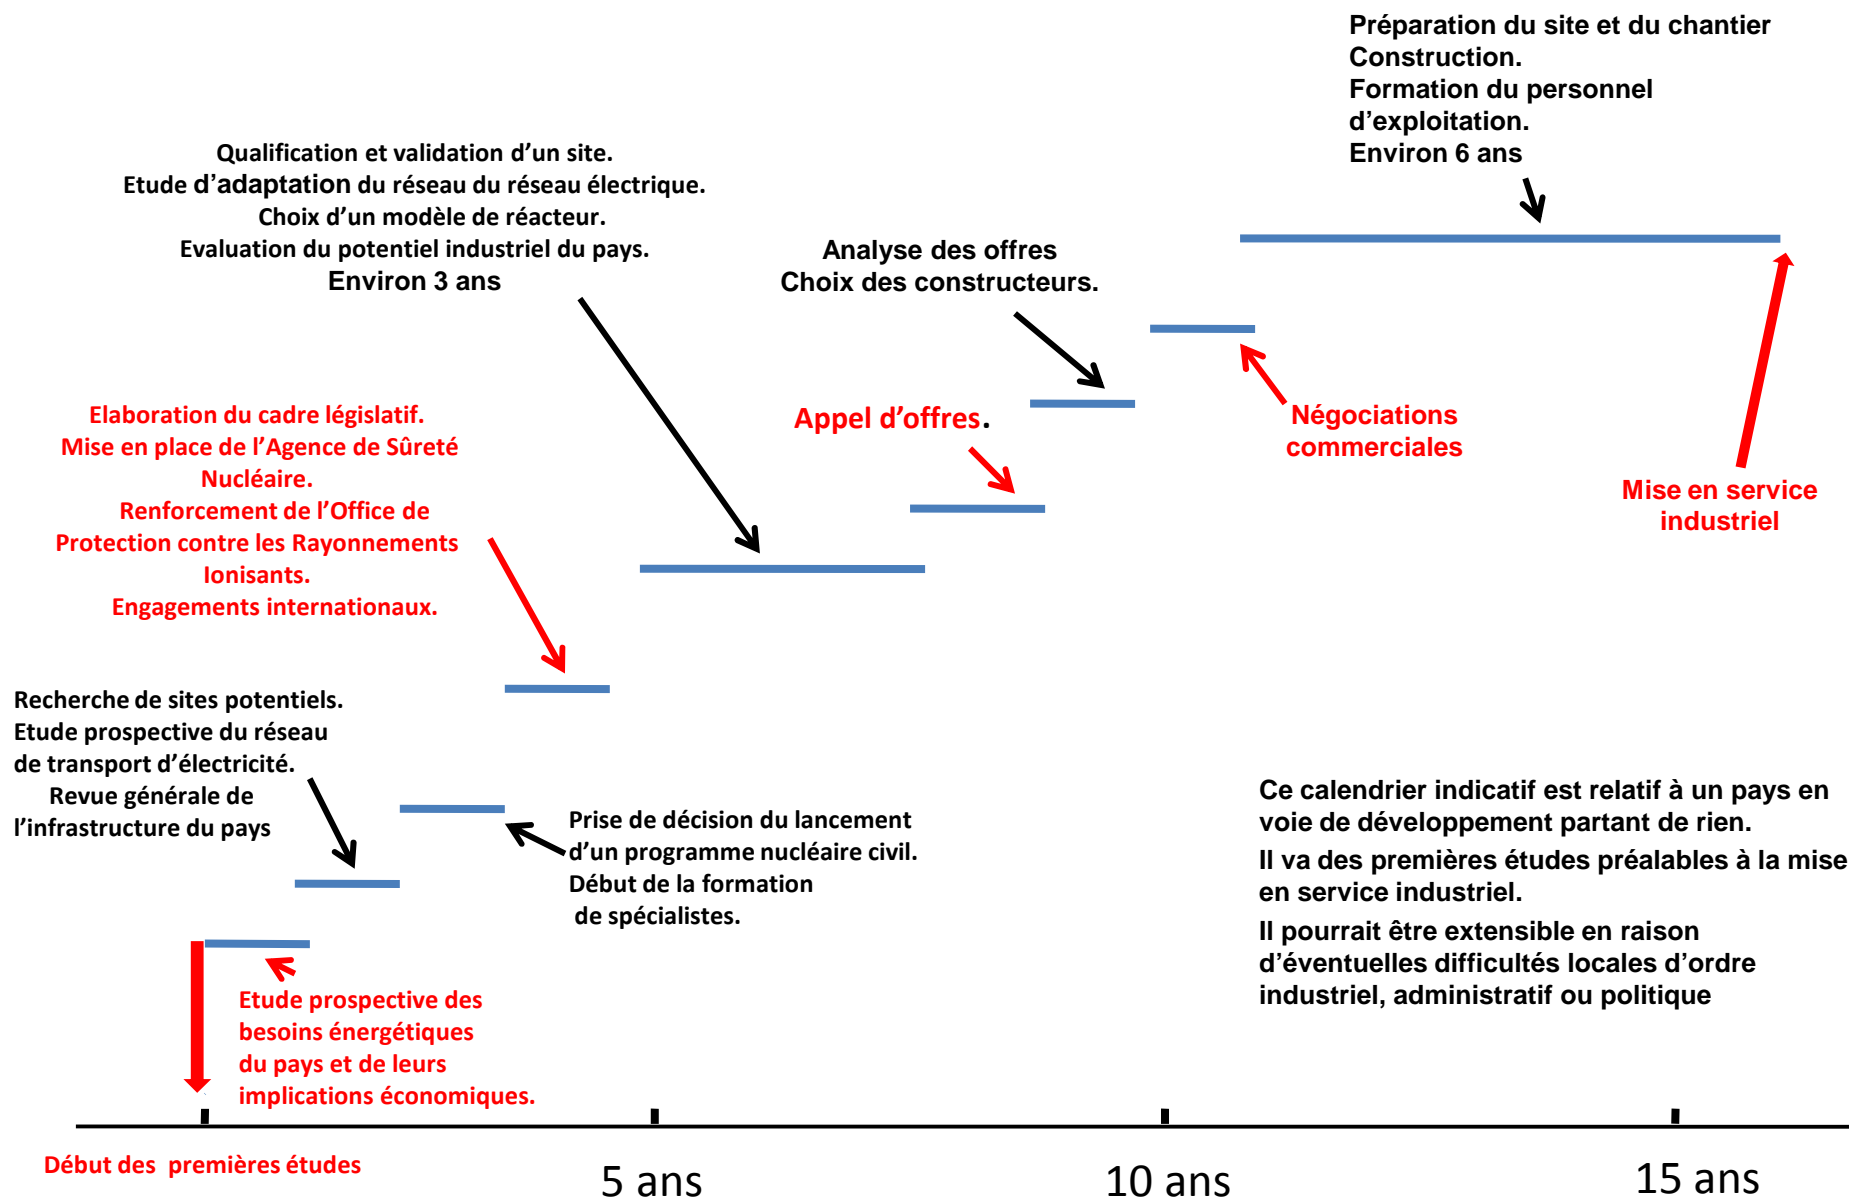 Préparation du site et du chantier
Construction.
Formation du personnel
d’exploitation.
Environ 6 ans
Qualification et validation d’un site.
Etude d’adaptation du réseau du réseau électrique.
Choix d’un modèle de réacteur.
Evaluation du potentiel industriel du pays.
Environ 3 ans
Analyse des offres
Choix des constructeurs.
Elaboration du cadre législatif.
Mise en place de l’Agence de Sûreté
Nucléaire.
Renforcement de l’Office de
Protection contre les Rayonnements
Ionisants.
Engagements internationaux.
Appel d’offres.
Négociations
commerciales
Mise en service
industriel
Recherche de sites potentiels.
Etude prospective du réseau
de transport d’électricité.
Revue générale de
l’infrastructure du pays
Prise de décision du lancement
d’un programme nucléaire civil.
Début de la formation
de spécialistes.
Ce calendrier indicatif est relatif à un pays en
voie de développement partant de rien.
Il va des premières études préalables à la mise
en service industriel.
Il pourrait être extensible en raison
d’éventuelles difficultés locales d’ordre
industriel, administratif ou politique
Etude prospective des
besoins énergétiques
du pays et de leurs
implications économiques.
Début des premières études
5 ans
10 ans
15 ans